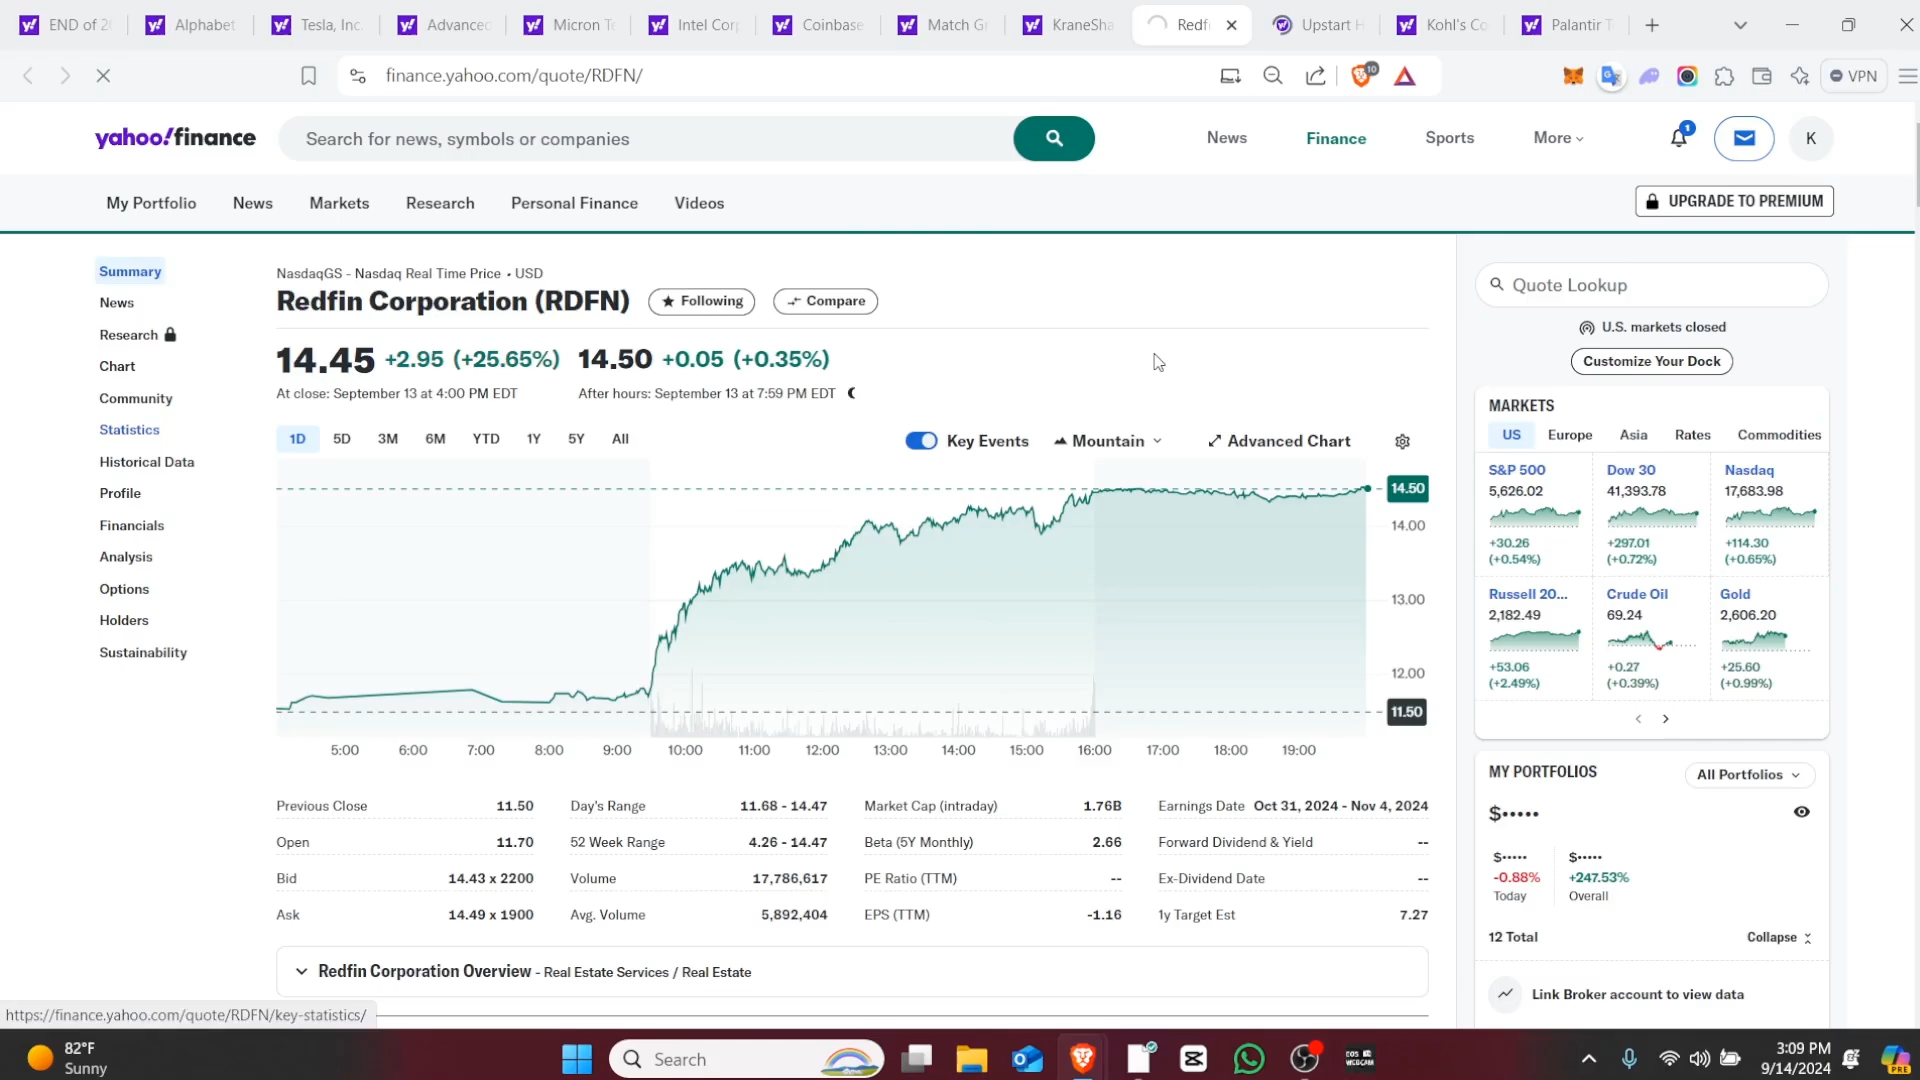 END of 2
Alphabet
Tesla, Inc.
Advanced
Micron Te
Intel Corp
Coinbase
Match Gr
KraneSha
Redf
Upstart H
Kohl's Co
Palantir T
finance.yahoo.com/quote/RDFN/
10
VPN
yahoo!finance
Search for news, symbols or companies
News
Finance
Sports
More
1
K
My Portfolio
News
Markets
Research
Personal Finance
Videos
UPGRADE TO PREMIUM
Summary
News
Research
Chart
Community
Statistics
Historical Data
Profile
Financials
Analysis
Options
Holders
Sustainability
NasdaqGS - Nasdaq Real Time Price • USD
Redfin Corporation (RDFN)
Following
Compare
14.45 +2.95 (+25.65%)
At close: September 13 at 4:00 PM EDT
14.50 +0.05 (+0.35%)
After hours: September 13 at 7:59 PM EDT
1D 5D 3M 6M YTD 1Y 5Y All
Key Events
Mountain
Advanced Chart
14.50
14.00
13.00
12.00
11.50
5:00 6:00 7:00 8:00 9:00 10:00 11:00 12:00 13:00 14:00 15:00 16:00 17:00 18:00 19:00
Previous Close 11.50
Open 11.70
Bid 14.43 x 2200
Ask 14.49 x 1900
Day's Range 11.68 - 14.47
52 Week Range 4.26 - 14.47
Volume 17,786,617
Avg. Volume 5,892,404
Market Cap (intraday) 1.76B
Beta (5Y Monthly) 2.66
PE Ratio (TTM) --
EPS (TTM) -1.16
Earnings Date Oct 31, 2024 - Nov 4, 2024
Forward Dividend & Yield --
Ex-Dividend Date --
1y Target Est 7.27
Redfin Corporation Overview - Real Estate Services / Real Estate
Quote Lookup
U.S. markets closed
Customize Your Dock
MARKETS
US Europe Asia Rates Commodities
S&P 500
5,626.02
+30.26
(+0.54%)
Dow 30
41,393.78
+297.01
(+0.72%)
Nasdaq
17,683.98
+114.30
(+0.65%)
Russell 20...
2,182.49
+53.06
(+2.49%)
Crude Oil
69.24
+0.27
(+0.39%)
Gold
2,606.20
+25.60
(+0.99%)
MY PORTFOLIOS
All Portfolios
$•••••
$•••••
-0.88%
Today
$•••••
+247.53%
Overall
12 Total
Collapse
Link Broker account to view data
https://finance.yahoo.com/quote/RDFN/key-statistics/
82°F
Sunny
Search
EOS
WEBCAM
3:09 PM
9/14/2024
PRE